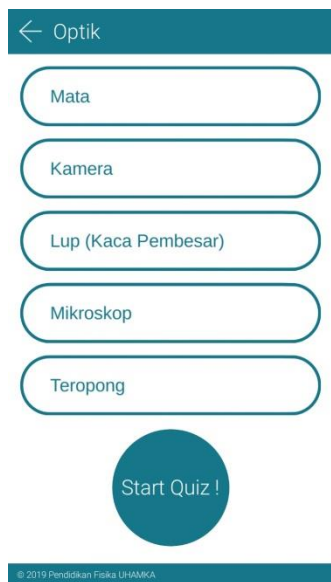 Optik
Mata
Kamera
Lup (Kaca Pembesar)
Mikroskop
Teropong
Start Quiz !
© 2019 Pendidikan Fisika UHAMKA